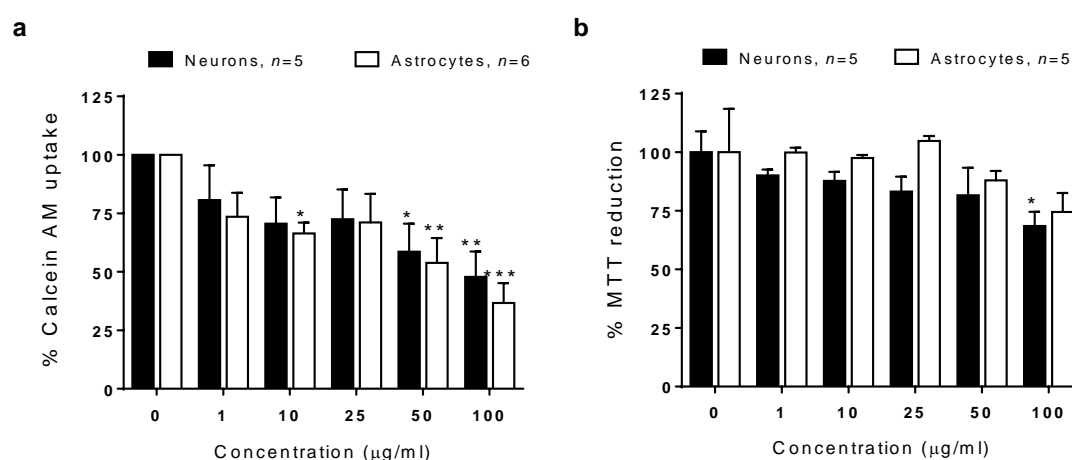 a
Neurons, n=5
Astrocytes, n=6
% Calcein AM uptake
125
100
75
50
25
0
*
*
**
**
***
0 1 10 25 50 100
Concentration (μg/ml)
b
Neurons, n=5
Astrocytes, n=5
% MTT reduction
125
100
75
50
25
0
*
0 1 10 25 50 100
Concentration (μg/ml)